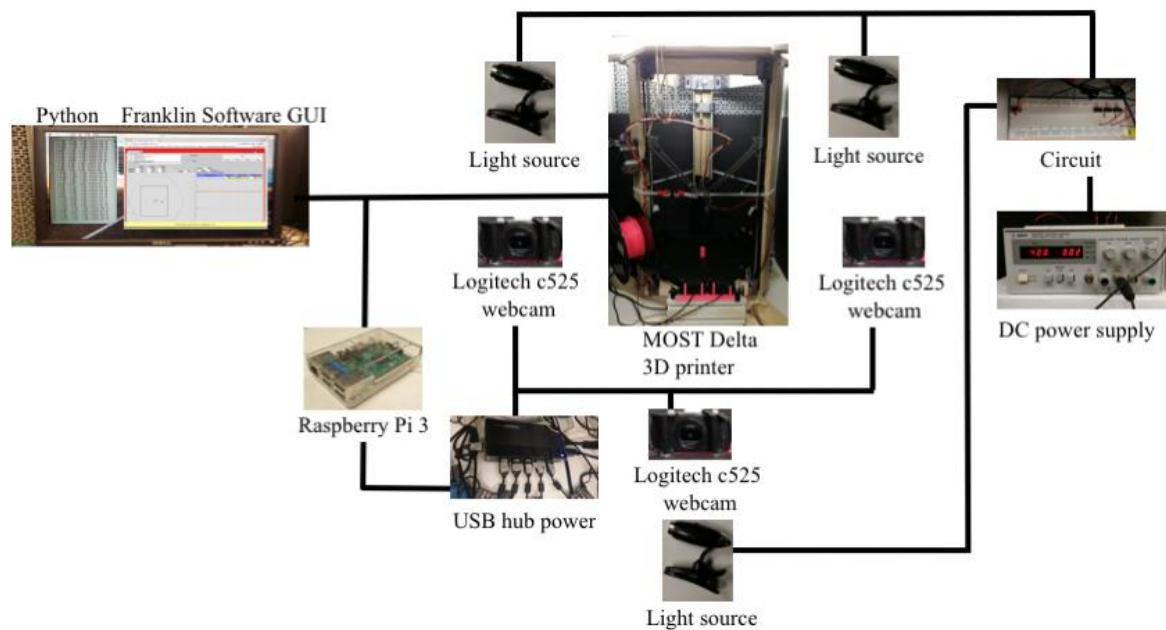 Python Franklin Software GUI
Light source
Light source
Circuit
Logitech c525
webcam
Logitech c525
webcam
MOST Delta
3D printer
DC power supply
Raspberry Pi 3
Logitech c525
webcam
USB hub power
Light source